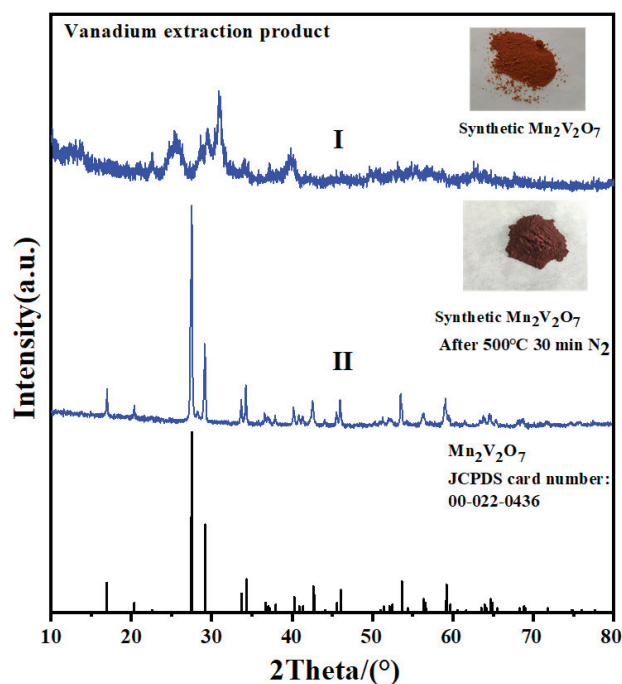 Vanadium extraction product
I
Synthetic Mn₂V₂O₇
II
Synthetic Mn₂V₂O₇
After 500℃ 30 min N₂
Mn₂V₂O₇
JCPDS card number:
00-022-0436
Intensity(a.u.)
10 20 30 40 50 60 70 80
2Theta/(°)